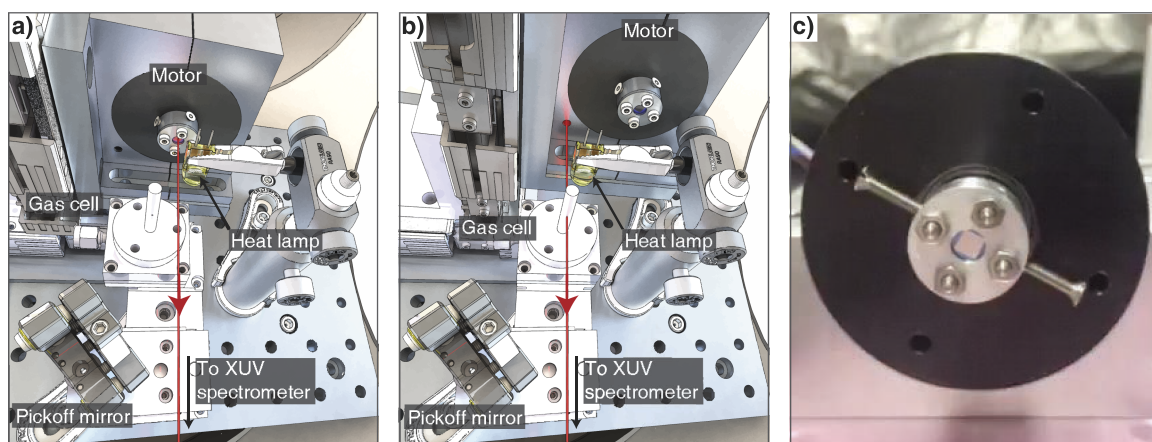 a)
Motor
Gas cell
Heat lamp
To XUV
spectrometer
Pickoff mirror
b)
Motor
Gas cell
Heat lamp
To XUV
spectrometer
Pickoff mirror
c)